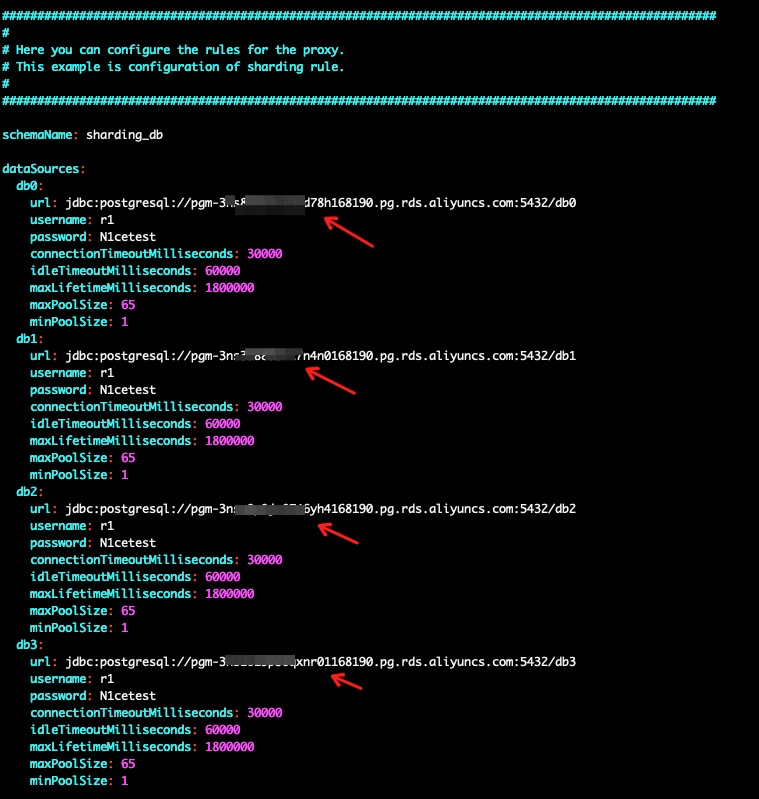 ######################################################################################################
#
# Here you can configure the rules for the proxy.
# This example is configuration of sharding rule.
#
######################################################################################################
schemaName: sharding_db
dataSources:
db0:
url: jdbc:postgresql://pgm-3 d78h168190.pg.rds.aliyuncs.com:5432/db0
username: r1
password: N1cetest
connectionTimeoutMilliseconds: 30000
idleTimeoutMilliseconds: 60000
maxLifetimeMilliseconds: 1800000
maxPoolSize: 65
minPoolSize: 1
db1:
url: jdbc:postgresql://pgm-3n n4n0168190.pg.rds.aliyuncs.com:5432/db1
username: r1
password: N1cetest
connectionTimeoutMilliseconds: 30000
idleTimeoutMilliseconds: 60000
maxLifetimeMilliseconds: 1800000
maxPoolSize: 65
minPoolSize: 1
db2:
url: jdbc:postgresql://pgm-3n 6yh4168190.pg.rds.aliyuncs.com:5432/db2
username: r1
password: N1cetest
connectionTimeoutMilliseconds: 30000
idleTimeoutMilliseconds: 60000
maxLifetimeMilliseconds: 1800000
maxPoolSize: 65
minPoolSize: 1
db3:
url: jdbc:postgresql://pgm-3 xnr01168190.pg.rds.aliyuncs.com:5432/db3
username: r1
password: N1cetest
connectionTimeoutMilliseconds: 30000
idleTimeoutMilliseconds: 60000
maxLifetimeMilliseconds: 1800000
maxPoolSize: 65
minPoolSize: 1